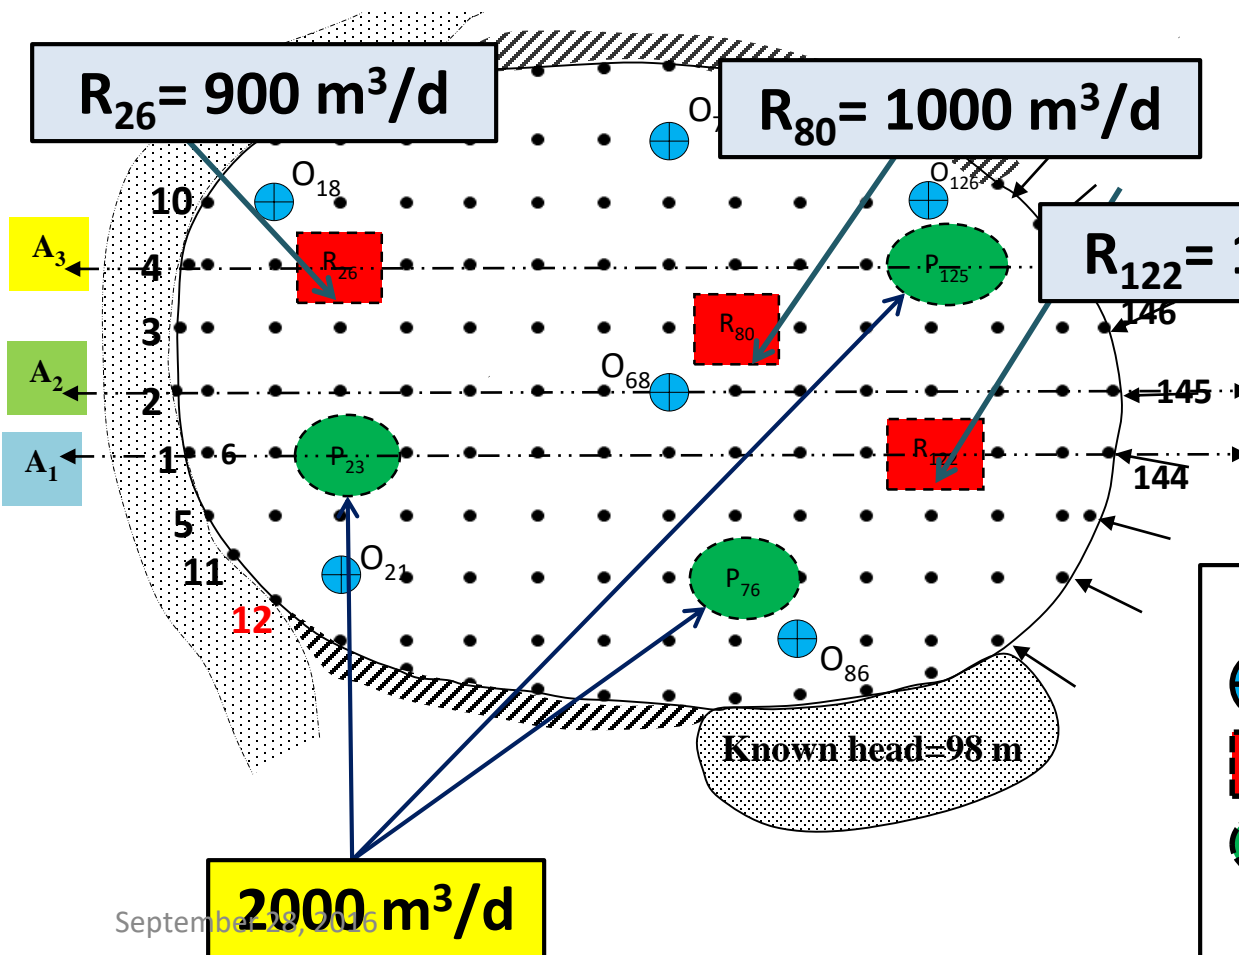 R26= 900 m³/d
R80= 1000 m³/d
O
O18
O126
10
A3
4
R26
P125
R122=
3
R80
146
A2
2
O68
145
A1
1
6
P23
R122
144
5
11
O21
P76
12
O86
Known head=98 m
2000 m³/d
September 28, 2016